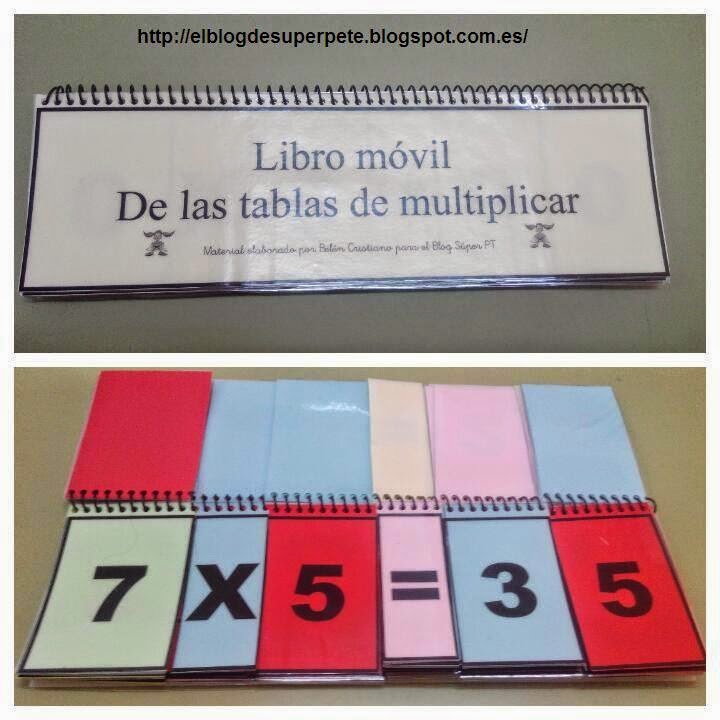 http://elblogdesuperpete.blogspot.com.es/
Libro móvil
De las tablas de multiplicar
Material elaborado por Belén Cristiano para el Blog Súper PT
7 X 5 = 3 5